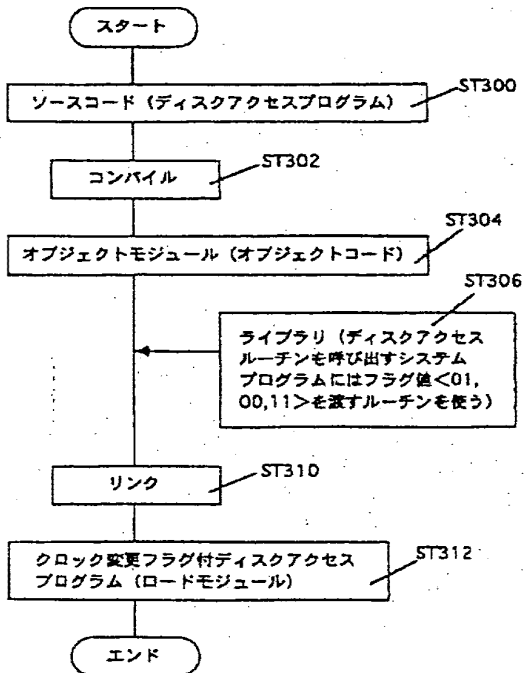 スタート
ST300
ソースコード（ディスクアクセスプログラム）
ST302
コンパイル
ST304
オブジェクトモジュール（オブジェクトコード）
ST306
ライブラリ（ディスクアクセス
ルーチンを呼び出すシステム
プログラムにはフラグ値<01,
00,11>を渡すルーチンを使う）
ST310
リンク
ST312
クロック変更フラグ付ディスクアクセス
プログラム（ロードモジュール）
エンド